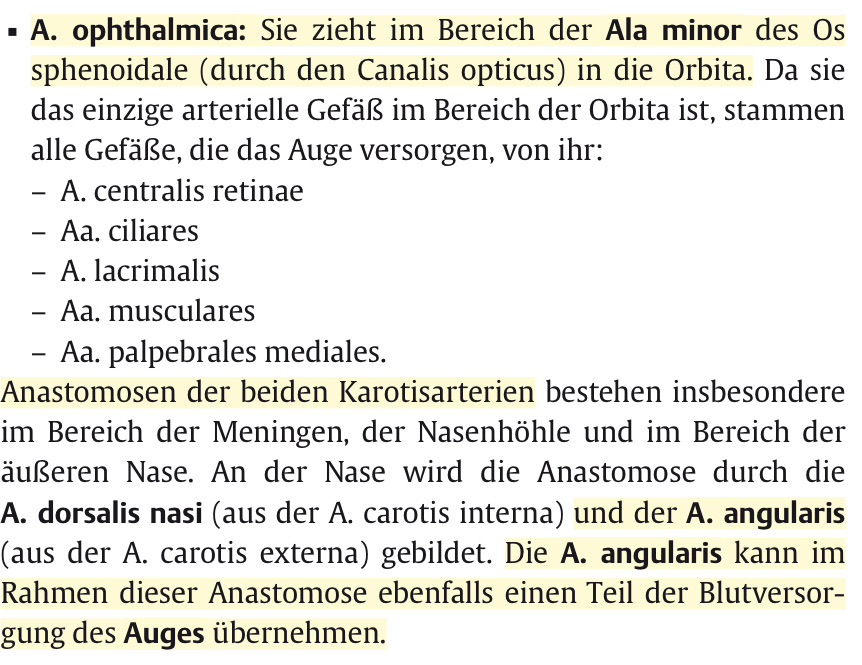 ▪ A. ophthalmica: Sie zieht im Bereich der Ala minor des Os
sphenoidale (durch den Canalis opticus) in die Orbita. Da sie
das einzige arterielle Gefäß im Bereich der Orbita ist, stammen
alle Gefäße, die das Auge versorgen, von ihr:
– A. centralis retinae
– Aa. ciliares
– A. lacrimalis
– Aa. musculares
– Aa. palpebrales mediales.
Anastomosen der beiden Karotisarterien bestehen insbesondere
im Bereich der Meningen, der Nasenhöhle und im Bereich der
äußeren Nase. An der Nase wird die Anastomose durch die
A. dorsalis nasi (aus der A. carotis interna) und der A. angularis
(aus der A. carotis externa) gebildet. Die A. angularis kann im
Rahmen dieser Anastomose ebenfalls einen Teil der Blutversor-
gung des Auges übernehmen.